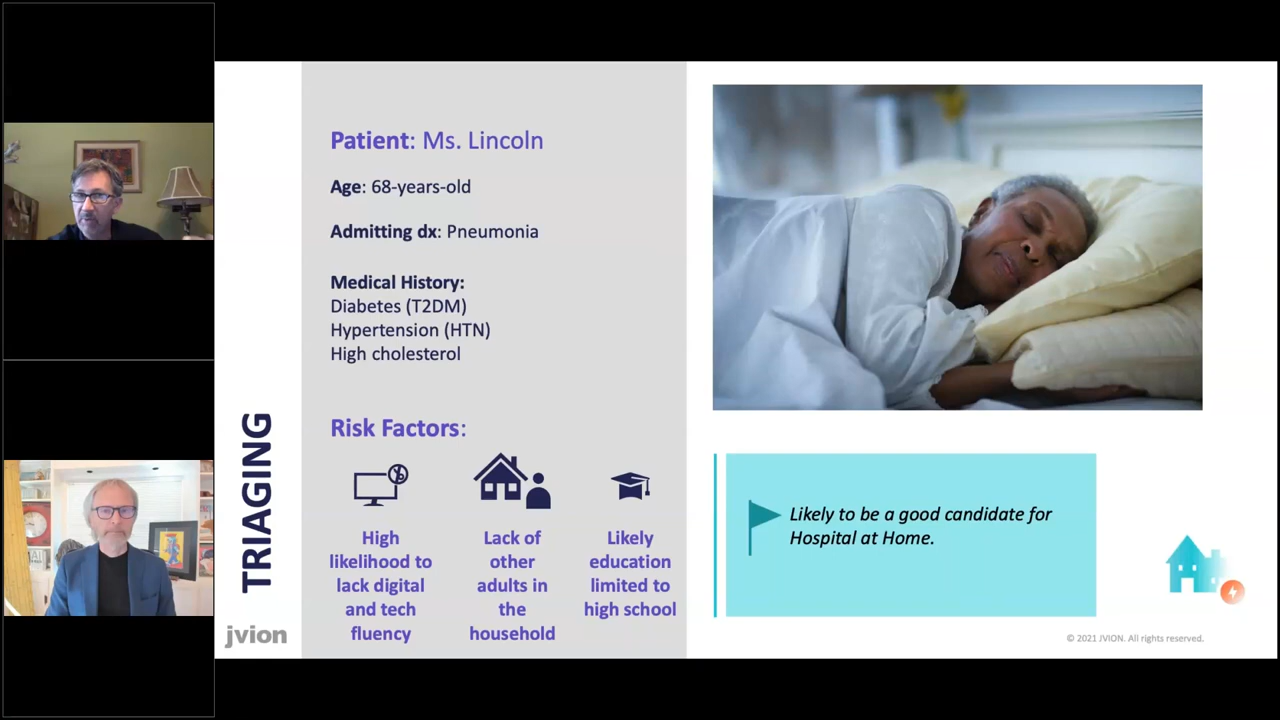 Patient: Ms. Lincoln
Age: 68-years-old
Admitting dx: Pneumonia
Medical History:
Diabetes (T2DM)
Hypertension (HTN)
High cholesterol
TRIAGING
Risk Factors:
High
likelihood to
lack digital
and tech
fluency
Lack of
other
adults in
the
household
Likely
education
limited to
high school
Likely to be a good candidate for
Hospital at Home.
jvion
© 2021 JVION. All rights reserved.